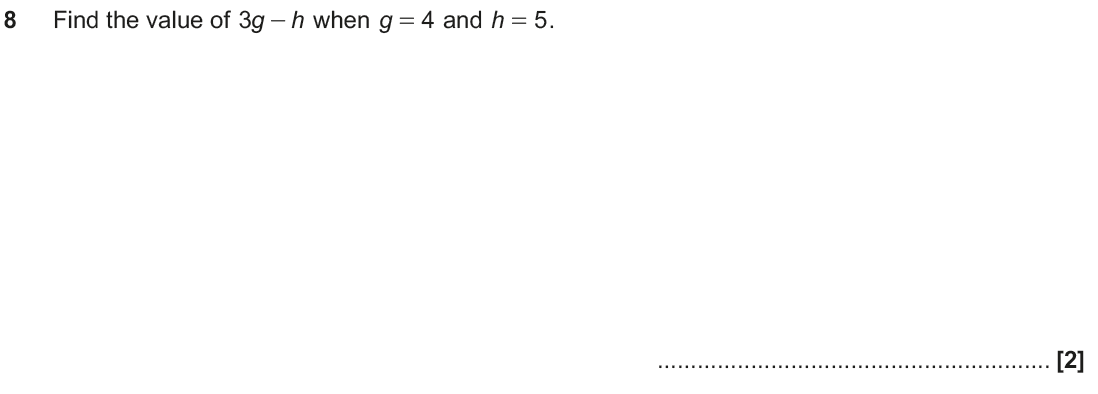 8 Find the value of 3g – h when g = 4 and h = 5.
.......................................................... [2]